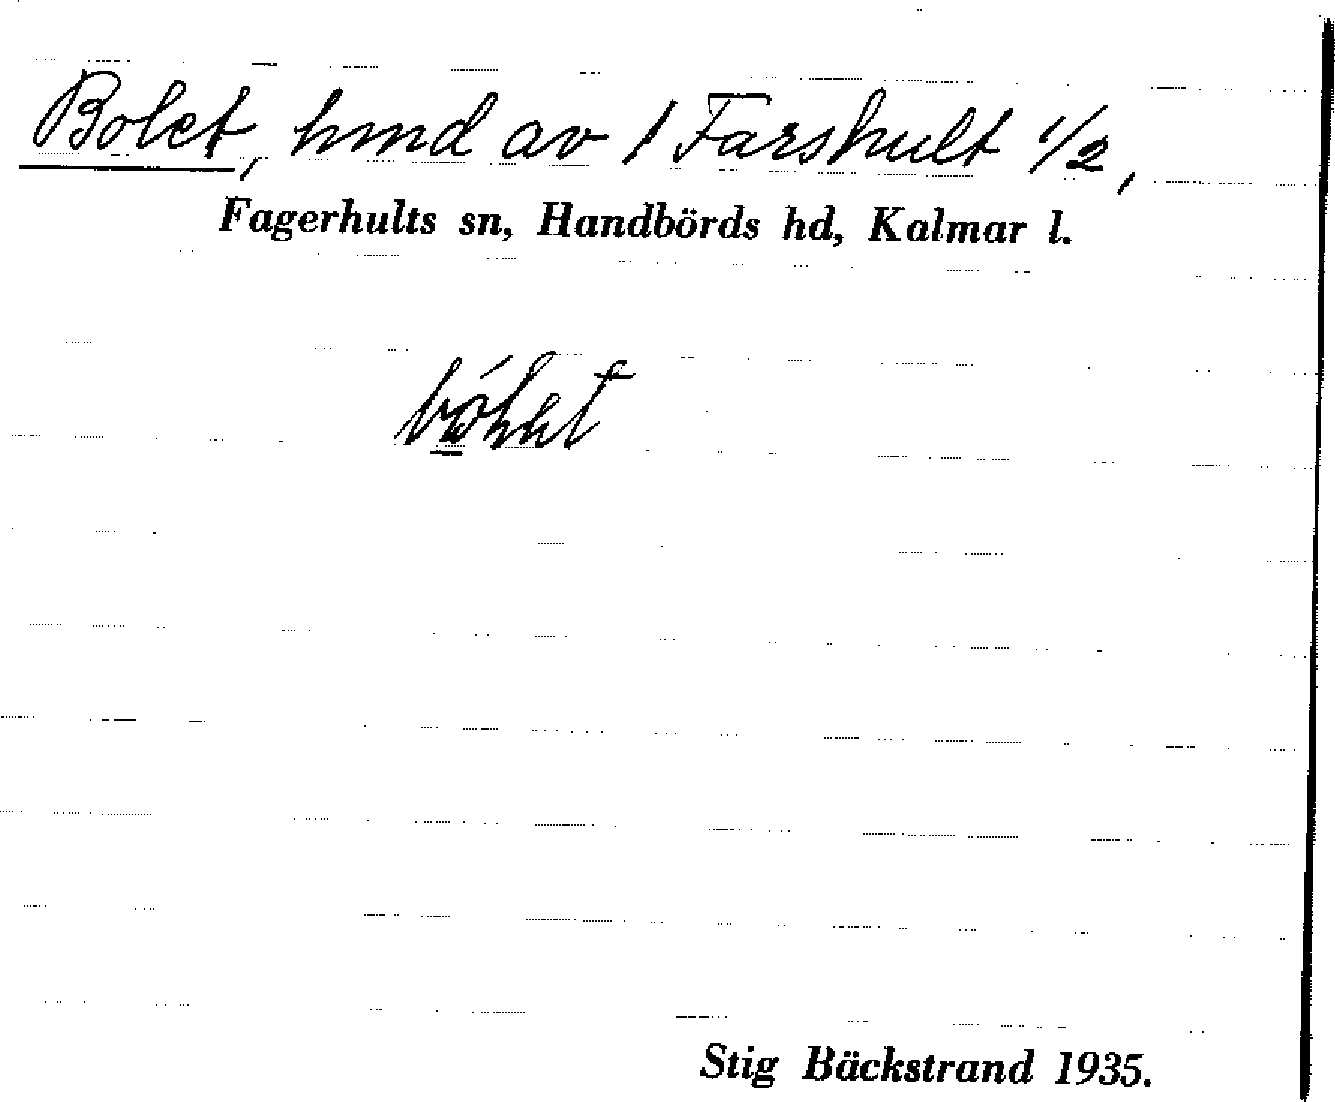 Bolet, hmd av 1 Farshult 1/2,
Fagerhults sn, Handbörds hd, Kalmar l.
Stig Bäckstrand 1935.